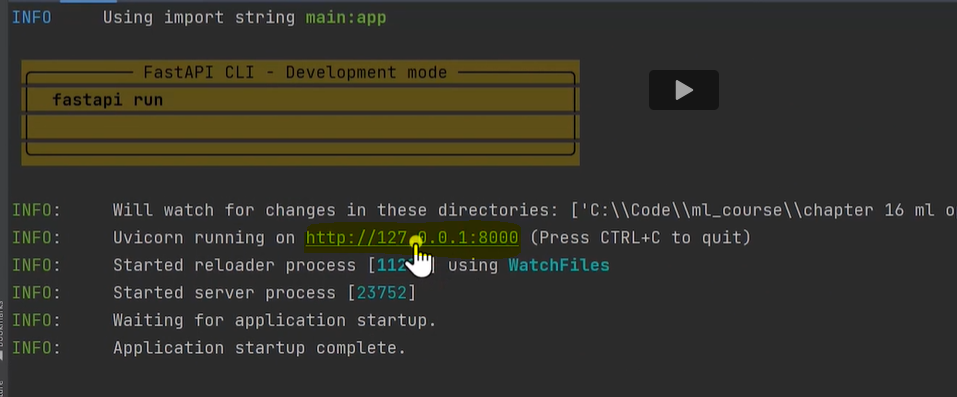 INFO Using import string main:app
FastAPI CLI - Development mode
fastapi run
INFO: Will watch for changes in these directories: ['C:\\Code\\ml_course\\chapter 16 ml o
INFO: Uvicorn running on http://127.0.0.1:8000 (Press CTRL+C to quit)
INFO: Started reloader process [112 ] using WatchFiles
INFO: Started server process [23752]
INFO: Waiting for application startup.
INFO: Application startup complete.